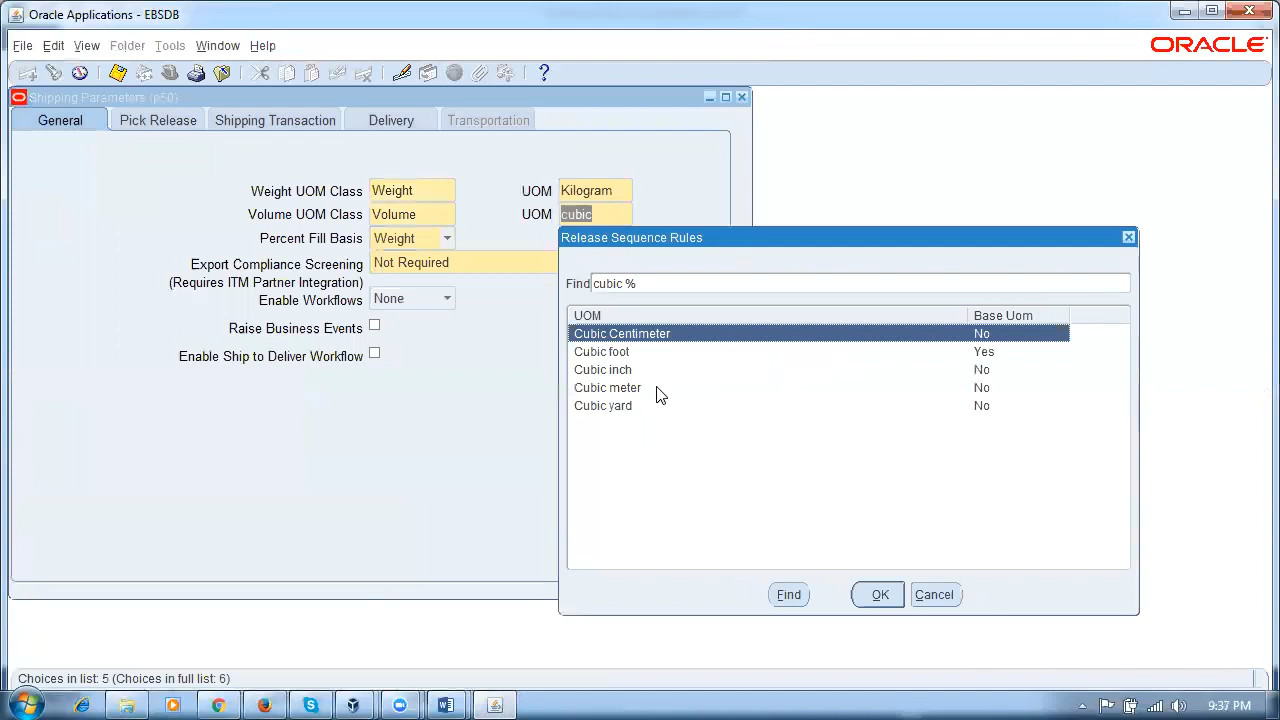 Oracle Applications - EBSDB
File Edit View Folder Tools Window Help
ORACLE
?
Shipping Parameters (p50)
General Pick Release Shipping Transaction Delivery Transportation
Weight UOM Class Weight UOM Kilogram
Volume UOM Class Volume UOM cubic
Percent Fill Basis Weight
Export Compliance Screening Not Required
(Requires ITM Partner Integration)
Enable Workflows None
Raise Business Events
Enable Ship to Deliver Workflow
Release Sequence Rules
Find cubic %
UOM Base Uom
Cubic Centimeter No
Cubic foot Yes
Cubic inch No
Cubic meter No
Cubic yard No
Find OK Cancel
Choices in list: 5 (Choices in full list: 6)
9:37 PM